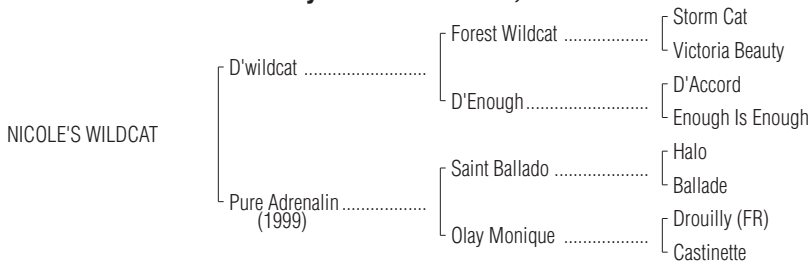 Storm Cat
Forest Wildcat ..................
Victoria Beauty
D'wildcat ..........................
D'Accord
D'Enough..........................
Enough Is Enough
NICOLE'S WILDCAT
Halo
Saint Ballado ....................
Ballade
Pure Adrenalin ..................
(1999)
Drouilly (FR)
Olay Monique ..................
Castinette